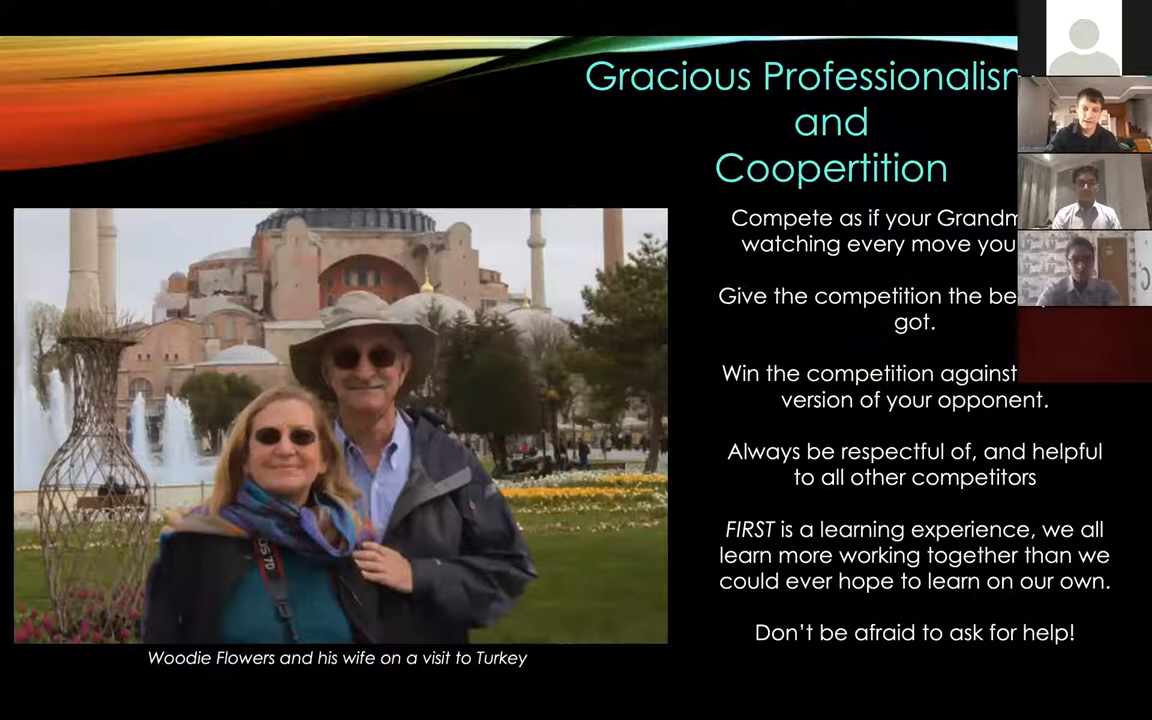 Gracious Professionalism
and
Coopertition
Compete as if your
watching every move you
Give the competition the
got.
Win the competition against
version of your opponent.
Always be respectful of, and helpful
to all other competitors
FIRST is a learning experience, we all
learn more working together than we
could ever hope to learn on our own.
Don't be afraid to ask for help!
Woodie Flowers and his wife on a visit to Turkey